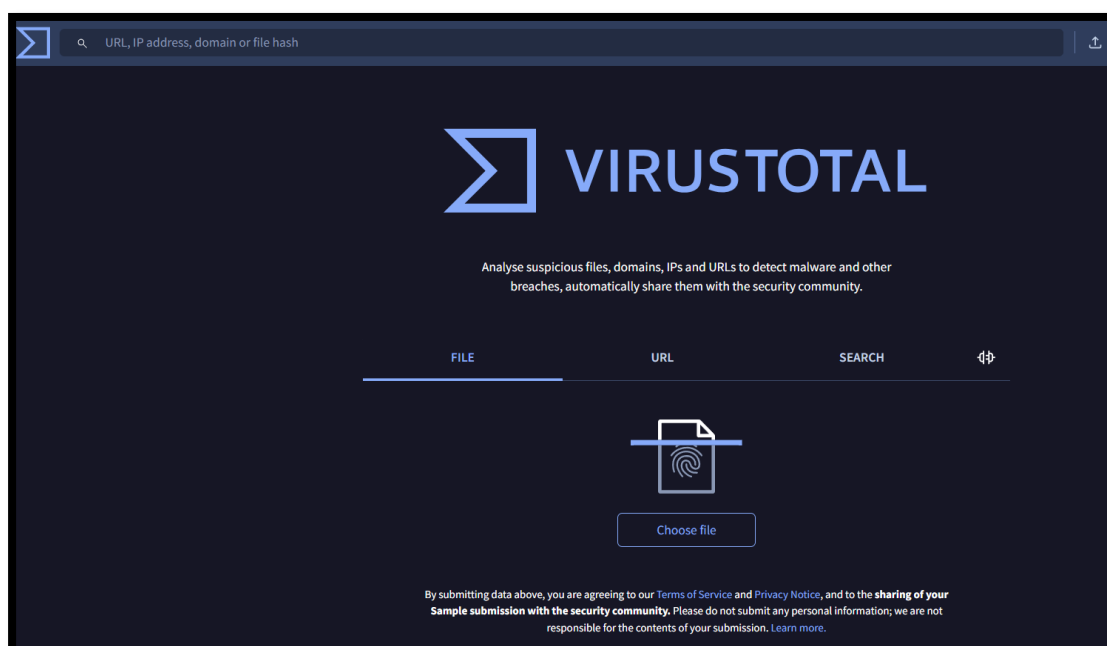 URL, IP address, domain or file hash
VIRUSTOTAL
Analyse suspicious files, domains, IPs and URLs to detect malware and other
breaches, automatically share them with the security community.
FILE URL SEARCH
Choose file
By submitting data above, you are agreeing to our Terms of Service and Privacy Notice, and to the sharing of your
Sample submission with the security community. Please do not submit any personal information; we are not
responsible for the contents of your submission. Learn more.